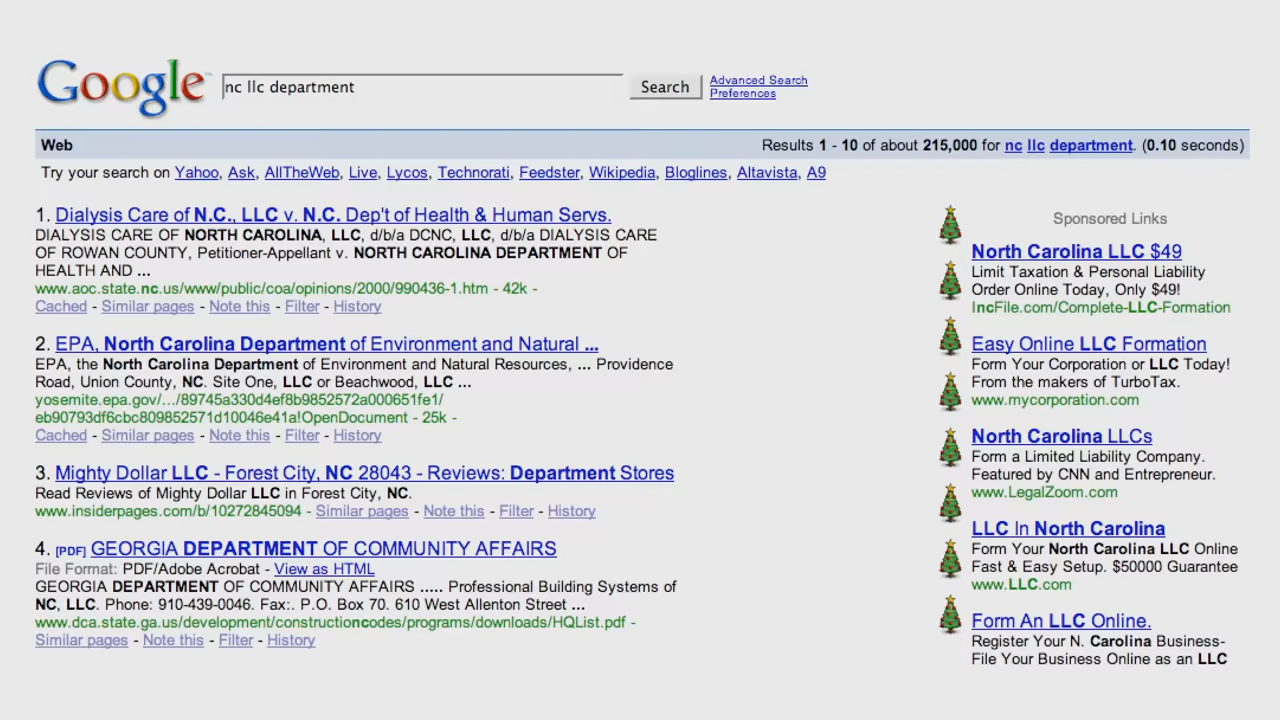 Google™
nc llc department
Search
Advanced Search
Preferences
Web
Results 1 - 10 of about 215,000 for nc llc department. (0.10 seconds)
Try your search on Yahoo, Ask, AllTheWeb, Live, Lycos, Technorati, Feedster, Wikipedia, Bloglines, Altavista, A9
1. Dialysis Care of N.C., LLC v. N.C. Dep't of Health & Human Servs.
DIALYSIS CARE OF NORTH CAROLINA, LLC, d/b/a DCNC, LLC, d/b/a DIALYSIS CARE
OF ROWAN COUNTY, Petitioner-Appellant v. NORTH CAROLINA DEPARTMENT OF
HEALTH AND ...
www.aoc.state.nc.us/www/public/coa/opinions/2000/990436-1.htm - 42k -
Cached - Similar pages - Note this - Filter - History
2. EPA, North Carolina Department of Environment and Natural ...
EPA, the North Carolina Department of Environment and Natural Resources, ... Providence
Road, Union County, NC. Site One, LLC or Beachwood, LLC ...
yosemite.epa.gov/.../89745a330d4ef8b9852572a000651fe1/
eb90793df6cbc809852571d10046e41a!OpenDocument - 25k -
Cached - Similar pages - Note this - Filter - History
3. Mighty Dollar LLC - Forest City, NC 28043 - Reviews: Department Stores
Read Reviews of Mighty Dollar LLC in Forest City, NC.
www.insiderpages.com/b/10272845094 - Similar pages - Note this - Filter - History
4. [PDF] GEORGIA DEPARTMENT OF COMMUNITY AFFAIRS
File Format: PDF/Adobe Acrobat - View as HTML
GEORGIA DEPARTMENT OF COMMUNITY AFFAIRS ..... Professional Building Systems of
NC, LLC. Phone: 910-439-0046. Fax:. P.O. Box 70. 610 West Allenton Street ...
www.dca.state.ga.us/development/constructioncodes/programs/downloads/HQList.pdf -
Similar pages - Note this - Filter - History
Sponsored Links
North Carolina LLC $49
Limit Taxation & Personal Liability
Order Online Today, Only $49!
IncFile.com/Complete-LLC-Formation
Easy Online LLC Formation
Form Your Corporation or LLC Today!
From the makers of TurboTax.
www.mycorporation.com
North Carolina LLCs
Form a Limited Liability Company.
Featured by CNN and Entrepreneur.
www.LegalZoom.com
LLC In North Carolina
Form Your North Carolina LLC Online
Fast & Easy Setup. $50000 Guarantee
www.LLC.com
Form An LLC Online.
Register Your N. Carolina Business-
File Your Business Online as an LLC